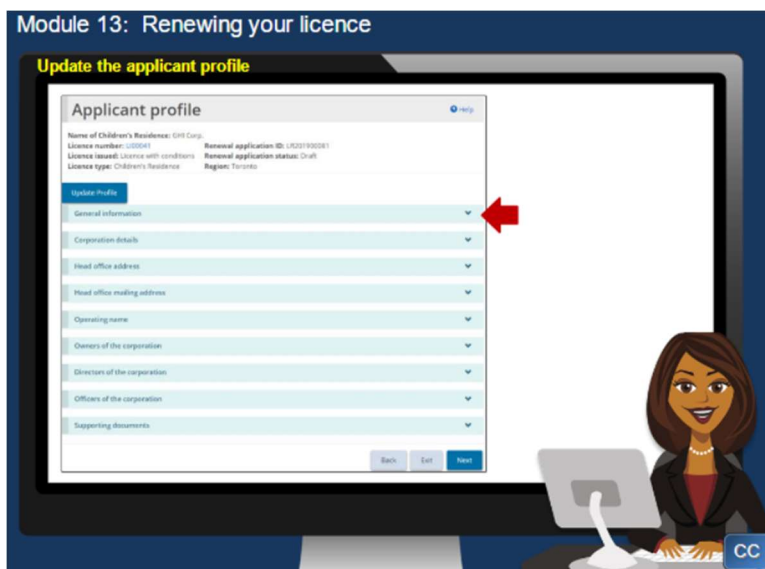 Module 13: Renewing your licence
Update the applicant profile
Applicant profile
Help
Name of Children's Residence: GHI Corp.
Licence number: LI00041 Renewal application ID: LR201900081
Licence issued: Licence with conditions Renewal application status: Draft
Licence type: Children's Residence Region: Toronto
Update Profile
General information
Corporation details
Head office address
Head office mailing address
Operating name
Owners of the corporation
Directors of the corporation
Officers of the corporation
Supporting documents
Back Exit Next
CC